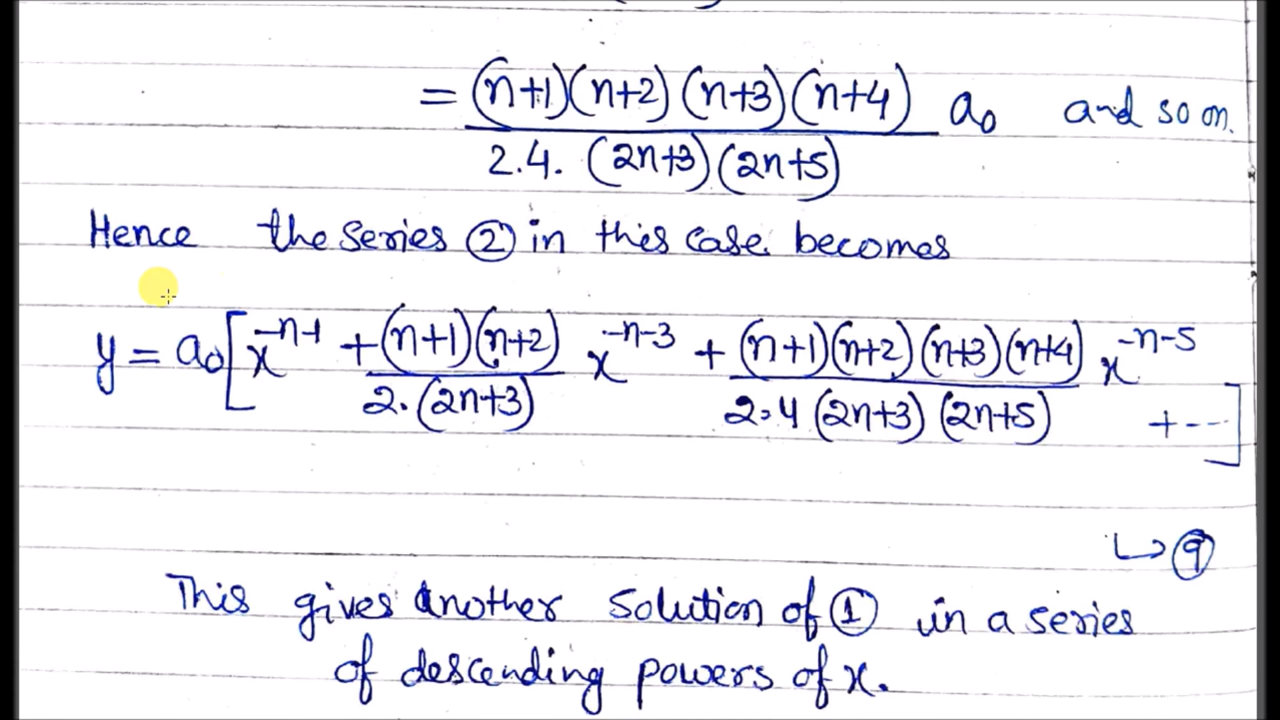 = (n+1)(n+2)(n+3)(n+4) / 2.4.(2n+3)(2n+5) a₀ and so on.
Hence the series ② in this case becomes
y = a₀[x^{-n-1} + (n+1)(n+2) / 2.(2n+3) x^{-n-3} + (n+1)(n+2)(n+3)(n+4) / 2.4(2n+3)(2n+5) x^{-n-5} + ---]
↳ ⑨
This gives another solution of ① in a series
of descending powers of x.